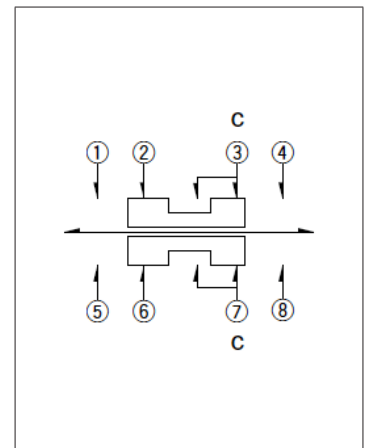 C
① ② ③ ④
⑤ ⑥ ⑦ ⑧
C